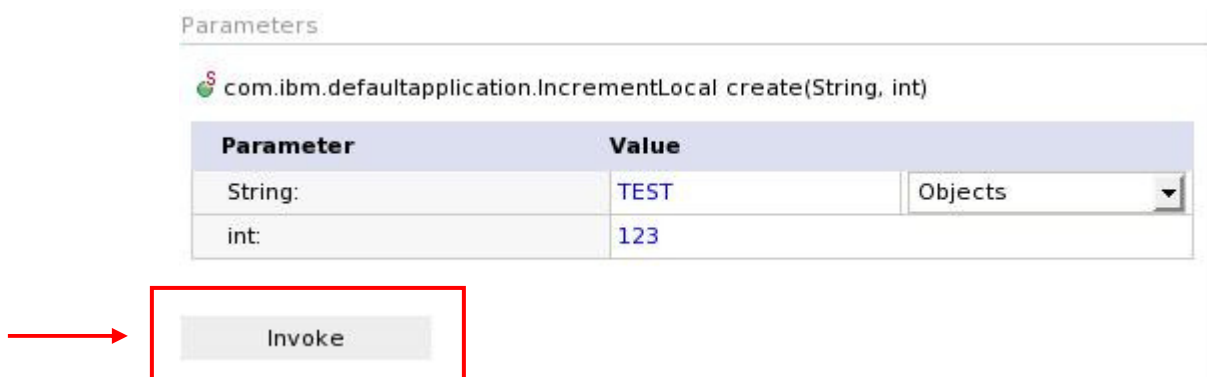 Parameters
S com.ibm.defaultapplication.IncrementLocal create(String, int)
Parameter Value
String: TEST Objects
int: 123
Invoke